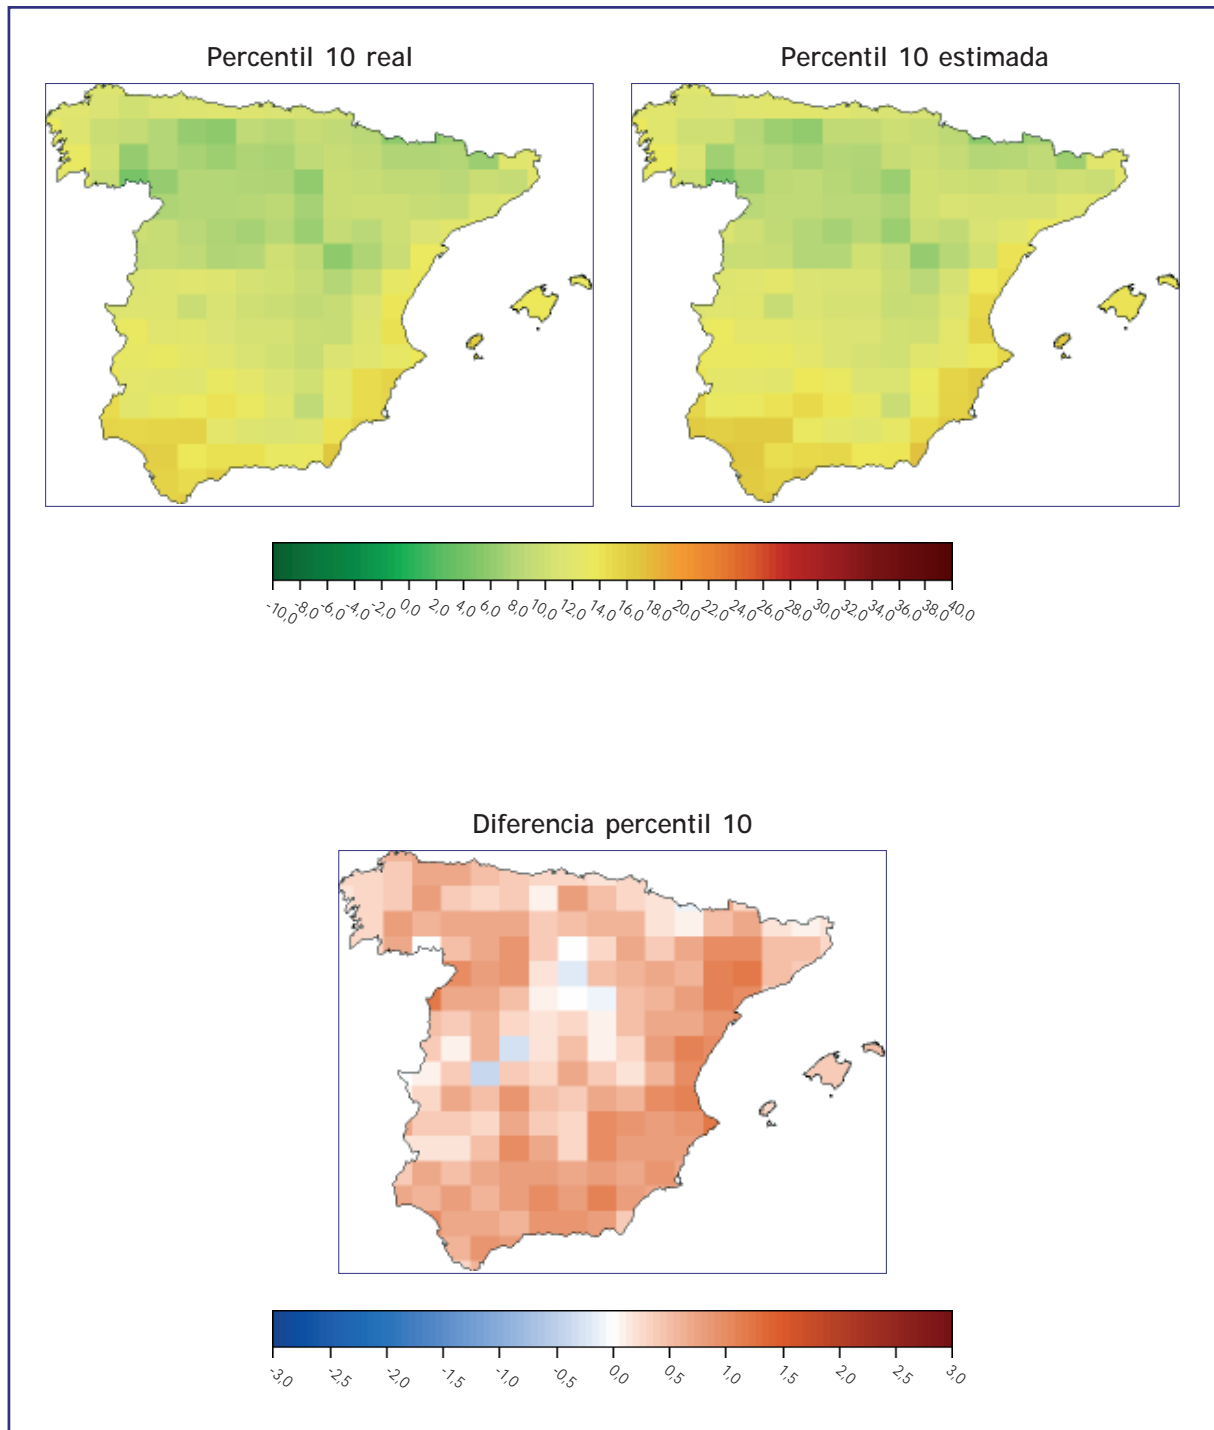 Percentil 10 real
Percentil 10 estimada
-10,0 -8,0 -6,0 -4,0 -2,0 0,0 2,0 4,0 6,0 8,0 10,0 12,0 14,0 16,0 18,0 20,0 22,0 24,0 26,0 28,0 30,0 32,0 34,0 36,0 38,0 40,0
Diferencia percentil 10
-3,0 -2,5 -2,0 -1,5 -1,0 -0,5 0,0 0,5 1,0 1,5 2,0 2,5 3,0